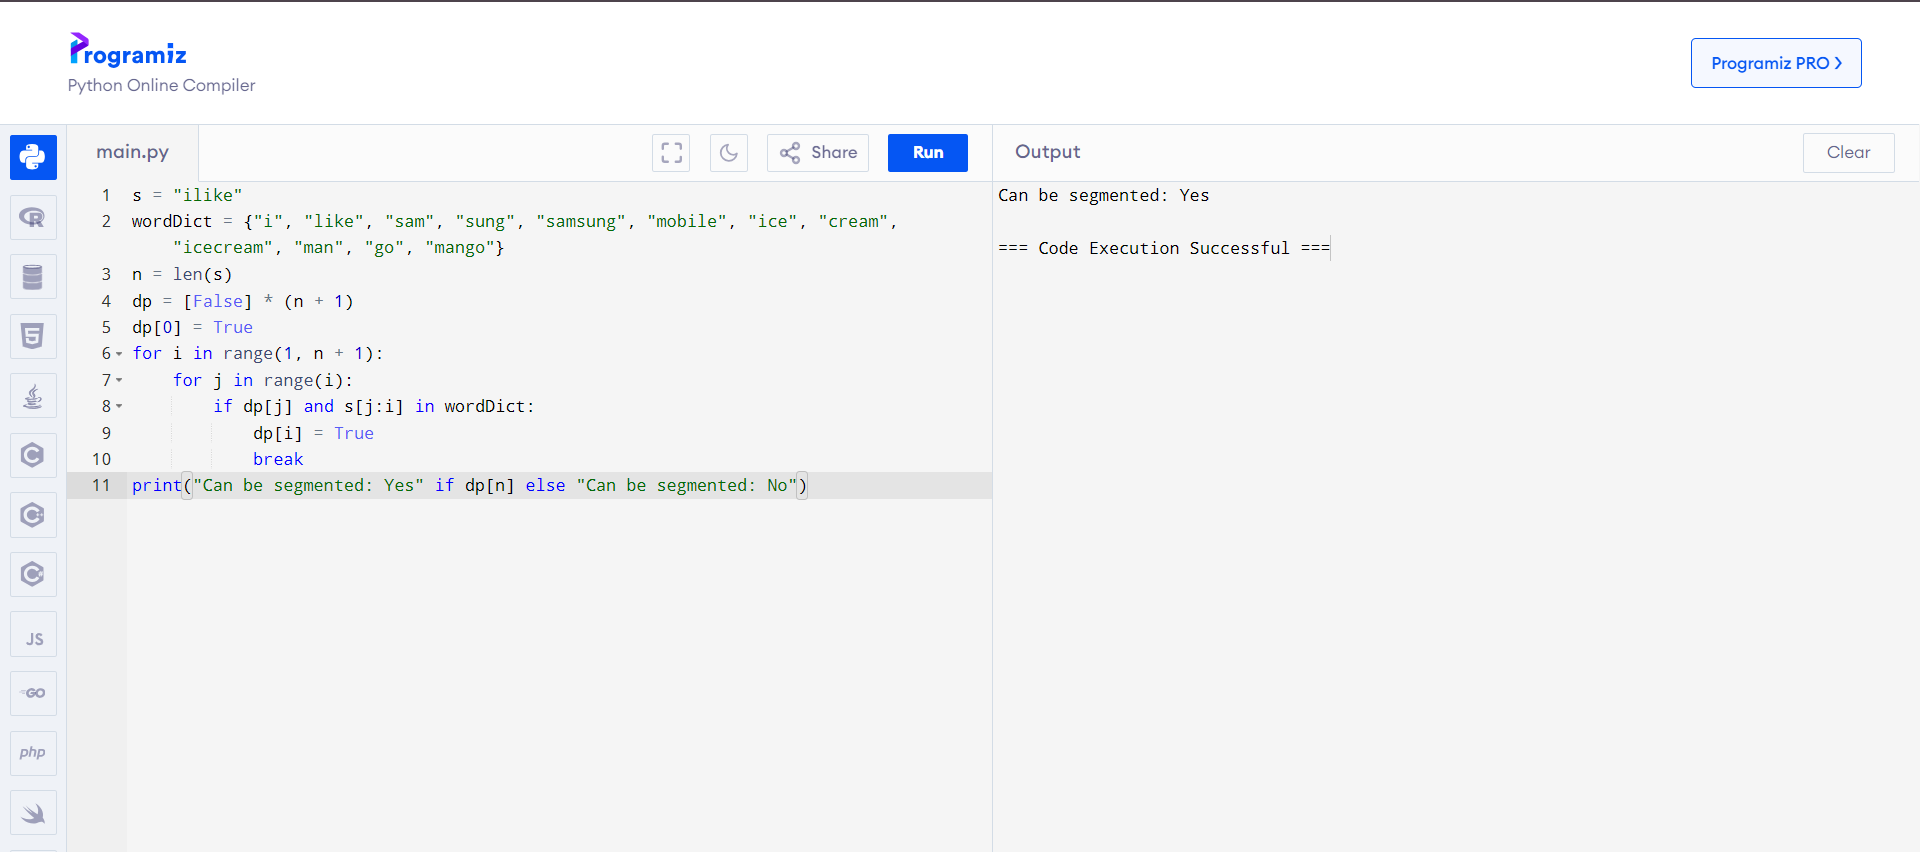 Programiz
Python Online Compiler
Programiz PRO ❯
main.py
Share
Run
Output
Clear
1 s = "ilike"
2 wordDict = {"i", "like", "sam", "sung", "samsung", "mobile", "ice", "cream",
"icecream", "man", "go", "mango"}
3 n = len(s)
4 dp = [False] * (n + 1)
5 dp[0] = True
6 for i in range(1, n + 1):
7     for j in range(i):
8         if dp[j] and s[j:i] in wordDict:
9             dp[i] = True
10             break
11 print("Can be segmented: Yes" if dp[n] else "Can be segmented: No")
Can be segmented: Yes
=== Code Execution Successful ===
R
5
C
C
C
JS
GO
php